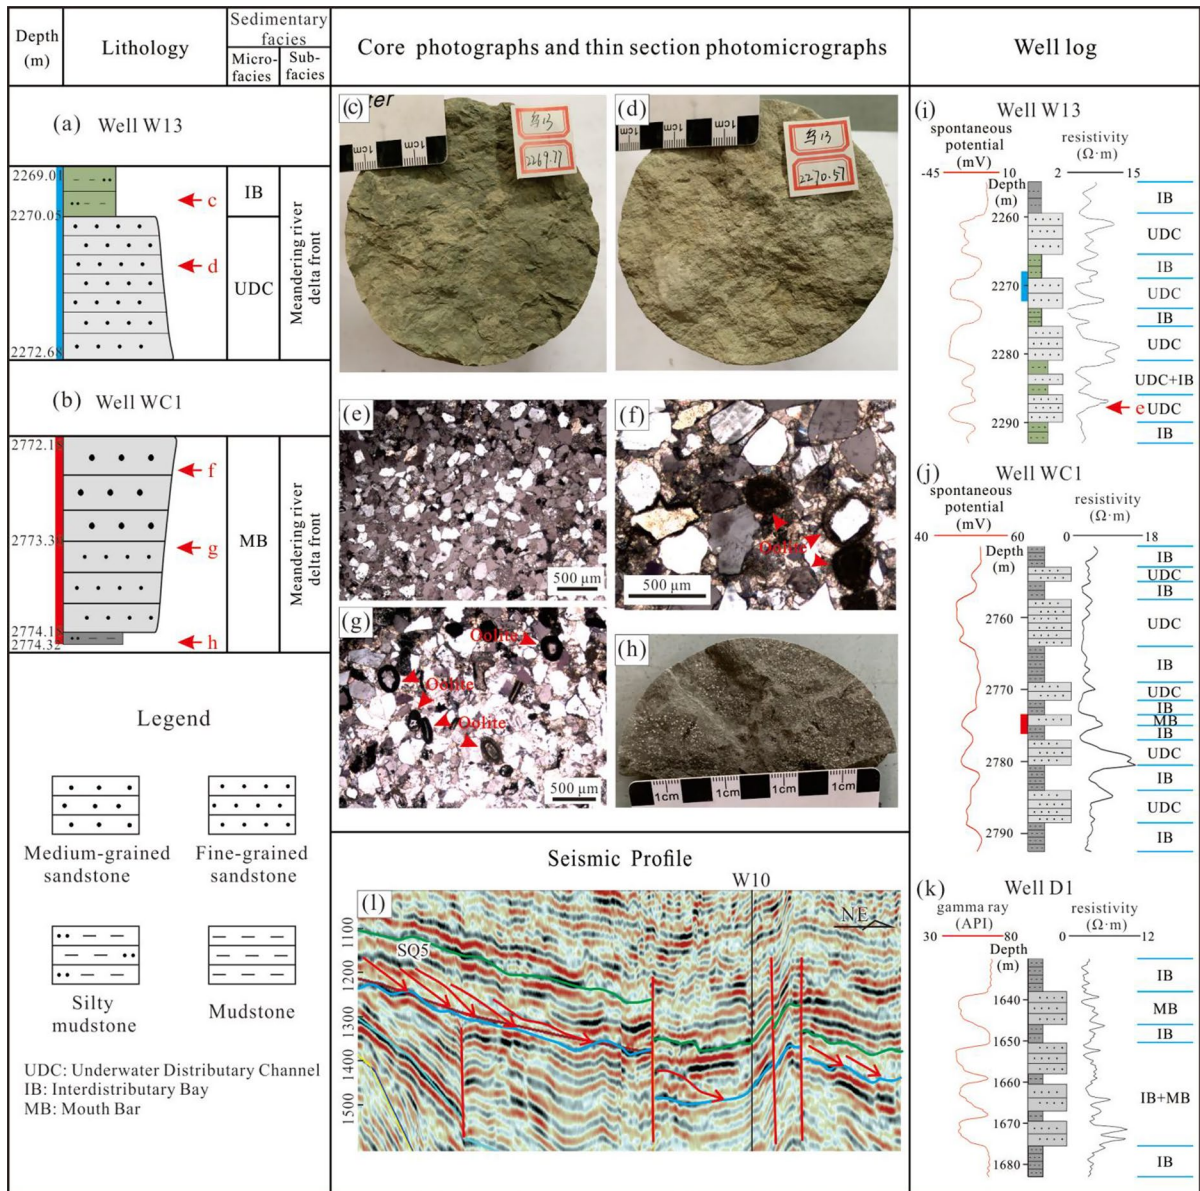 Depth
(m)
Lithology
Sedimentary
facies
Micro-
facies
Sub-
facies
Core photographs and thin section photomicrographs
Well log
(a) Well W13
2269.01
2270.05
2272.68
c
d
IB
UDC
Meandering river
delta front
(b) Well WC1
2773.3
2774.32
f
g
h
MB
Meandering river
delta front
Legend
Medium-grained
sandstone
Fine-grained
sandstone
Silty
mudstone
Mudstone
UDC: Underwater Distributary Channel
IB: Interdistributary Bay
MB: Mouth Bar
(c)
1cm
1cm
2269.77
(d)
1cm
1cm
2270.57
(e)
500 μm
(f)
Oolite
500 μm
(g)
Oolite
Oolite
Oolite
500 μm
(h)
1cm
1cm
1cm
Seismic Profile
W10
(l)
NE
SQ5
1100
1200
1300
1400
1500
(i)
Well W13
spontaneous
potential
(mV)
resistivity
(Ω·m)
-45 10 2 15
Depth
(m)
2260
2270
2280
2290
IB
UDC
IB
UDC
IB
UDC
UDC+IB
e UDC
IB
(j)
Well WC1
spontaneous
potential
(mV)
resistivity
(Ω·m)
40 60 0 18
Depth
(m)
2760
2770
2780
2790
IB
UDC
IB
UDC
IB
UDC
IB
MB
IB
UDC
IB
UDC
IB
(k)
Well D1
gamma ray
(API)
resistivity
(Ω·m)
30 80 0 12
Depth
(m)
1640
1650
1660
1670
1680
IB
MB
IB
IB+MB
IB